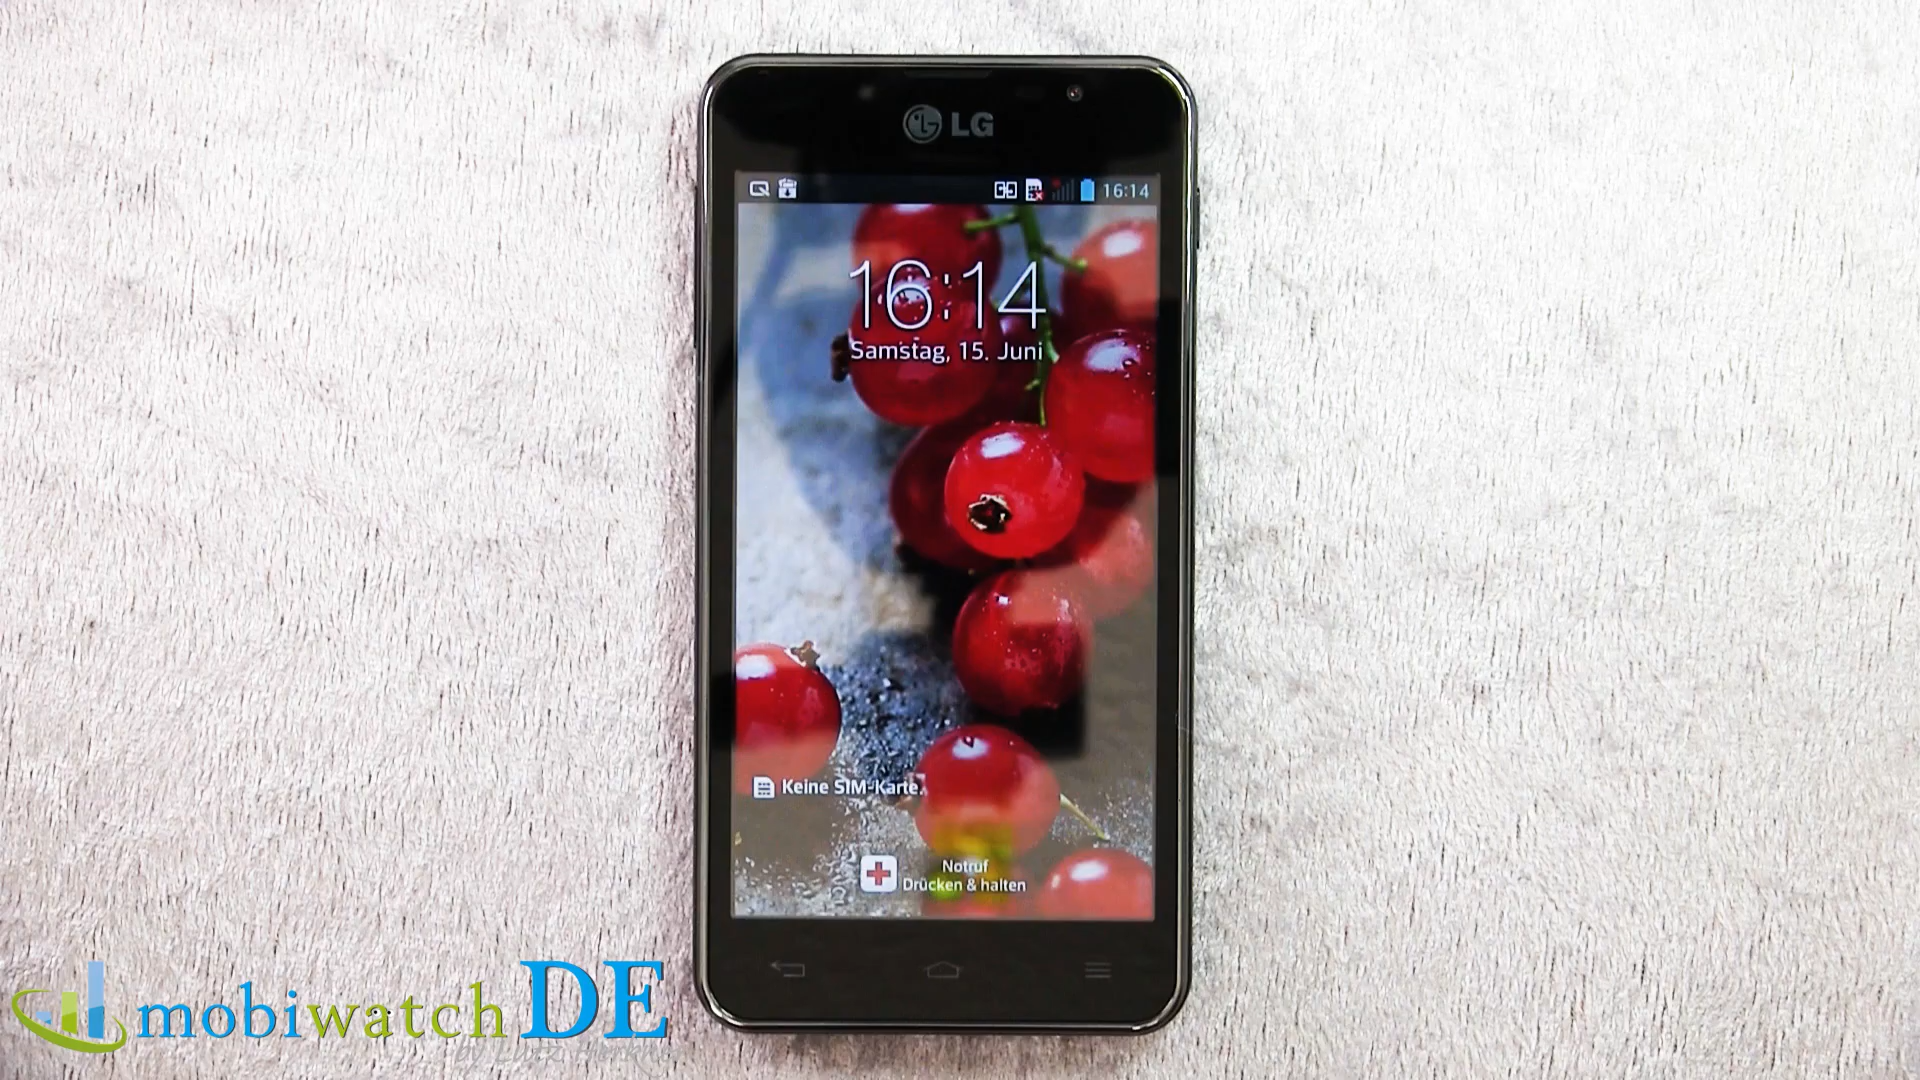 LG
16:14
16:14
Samstag, 15. Juni
Keine SIM-Karte.
Notruf
Drücken & halten
mobiwatch DE